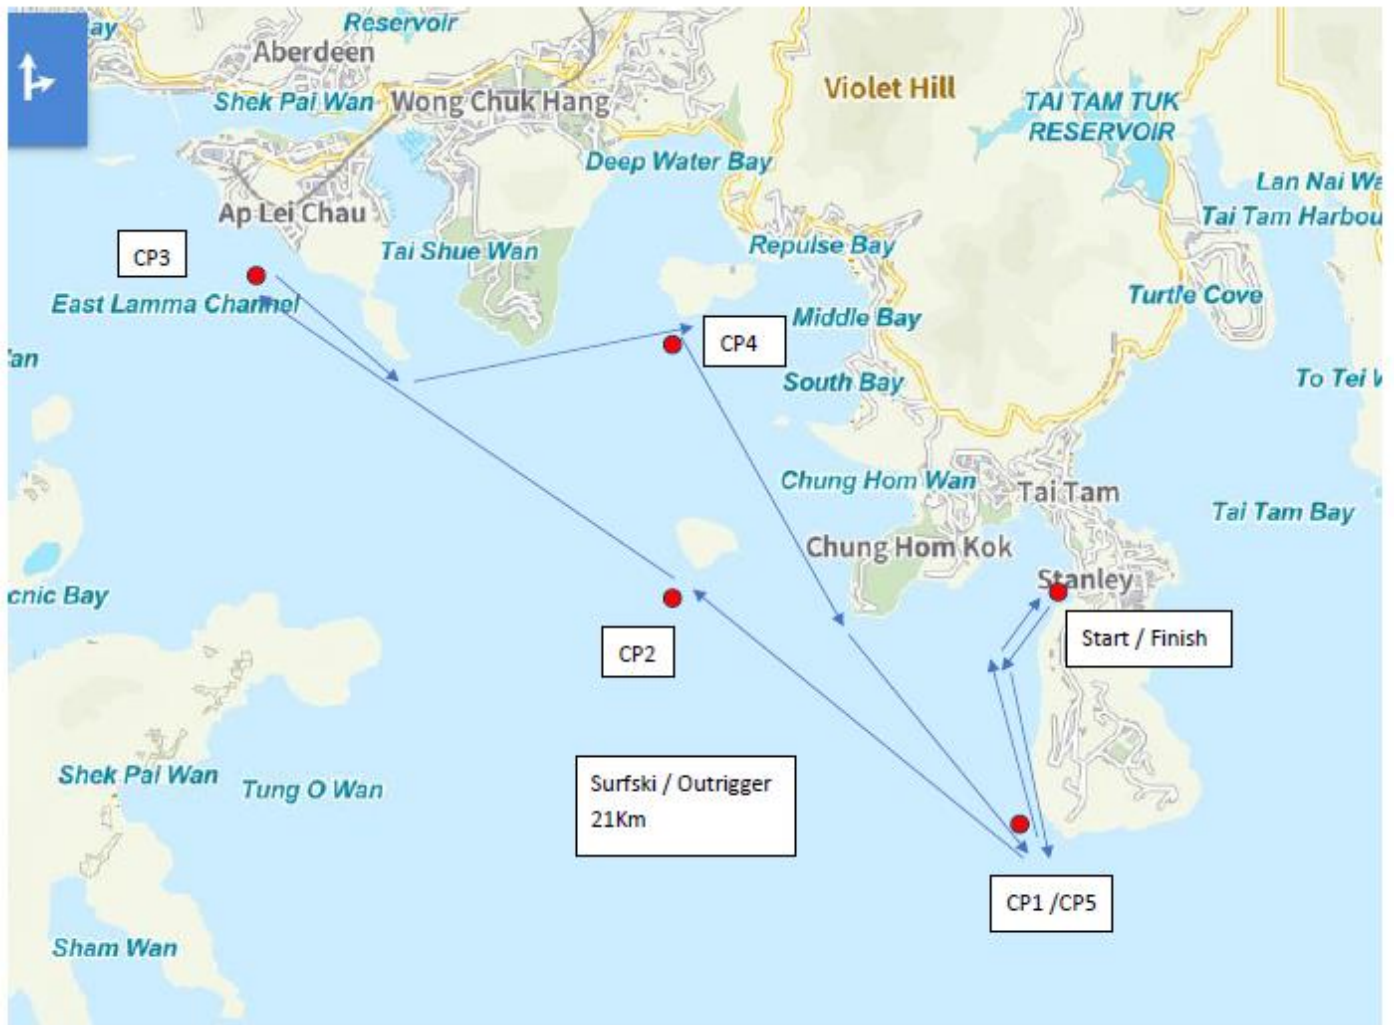 ay
Reservoir
Aberdeen
Shek Pai Wan
Wong Chuk Hang
Violet Hill
TAI TAM TUK
RESERVOIR
Deep Water Bay
Lan Nai Wa
Ap Lei Chau
Tai Tam Harbou
CP3
Tai Shue Wan
Repulse Bay
East Lamma Channel
Turtle Cove
Middle Bay
CP4
an
South Bay
To Tei
Chung Hom Wan
Tai Tam
Tai Tam Bay
Chung Hom Kok
Stanley
cnic Bay
Start / Finish
CP2
Shek Pai Wan
Tung O Wan
Surfski / Outrigger
21Km
CP1 /CP5
Sham Wan